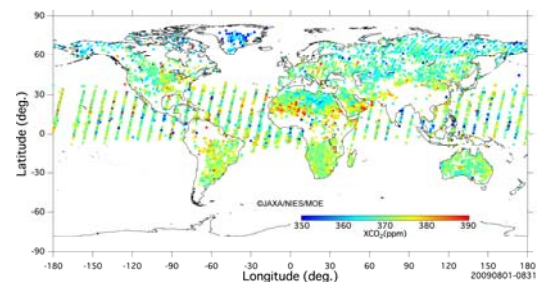 90
60
30
0
-30
-60
-90
Latitude (deg.)
©JAXA/NIES/MOE
350 360 370 380 390
XCO₂(ppm)
-180 -150 -120 -90 -60 -30 0 30 60 90 120 150 180
Longitude (deg.)
20090801-0831